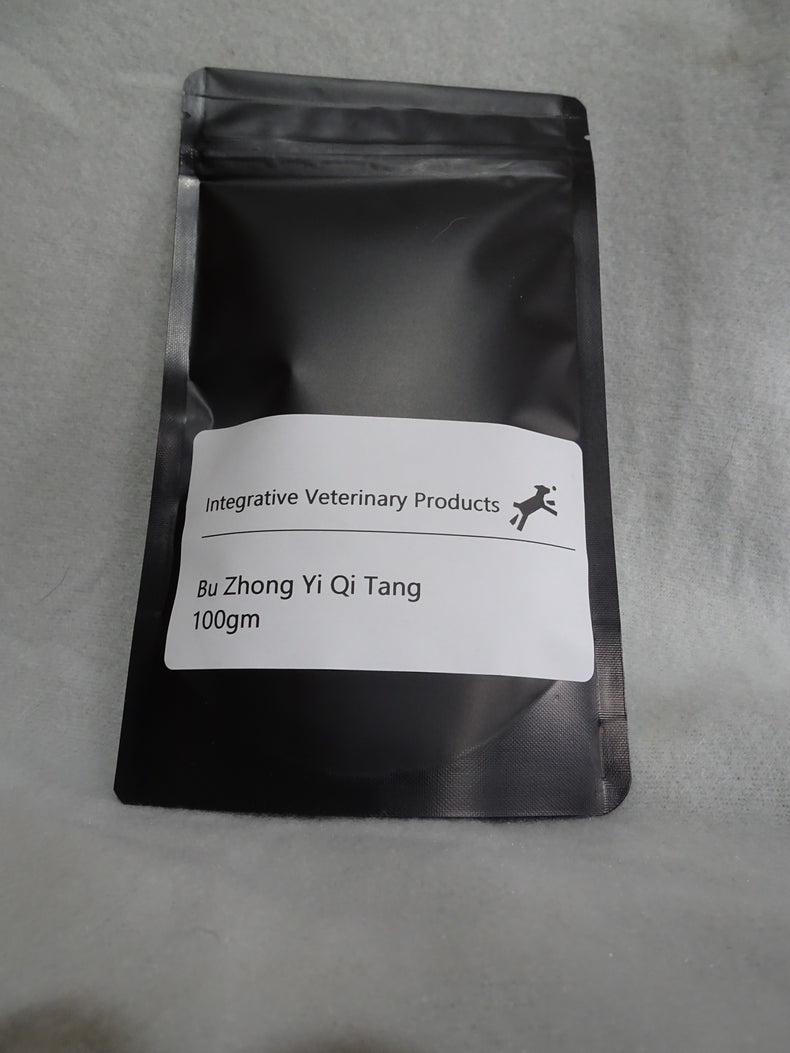 Integrative Veterinary Products
Bu Zhong Yi Qi Tang
100gm